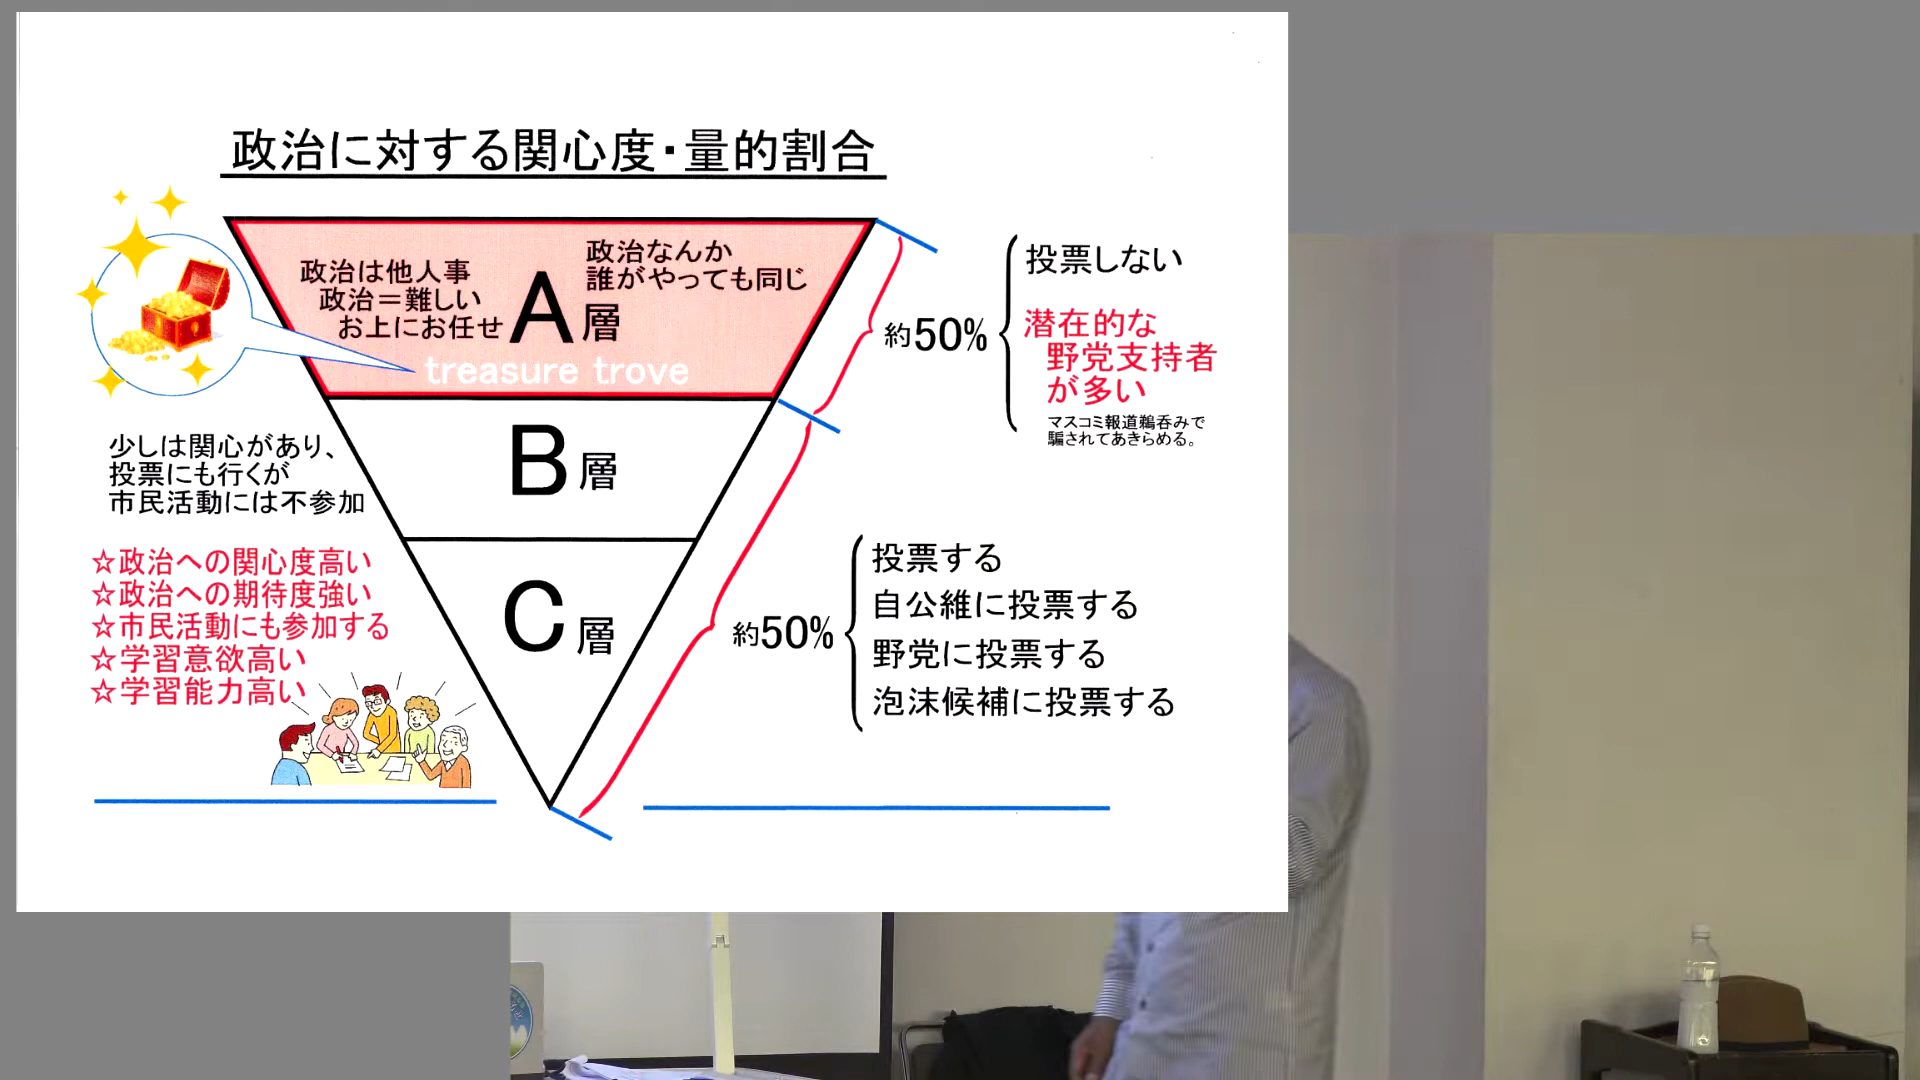 政治に対する関心度・量的割合
政治は他人事
政治＝難しい
お上にお任せ
政治なんか
誰がやっても同じ
A層
treasure trove
約50%
投票しない
潜在的な
野党支持者
が多い
マスコミ報道鵜呑みで
騙されてあきらめる。
少しは関心があり、
投票にも行くが
市民活動には不参加
B層
☆政治への関心度高い
☆政治への期待度強い
☆市民活動にも参加する
☆学習意欲高い
☆学習能力高い
C層
約50%
投票する
自公維に投票する
野党に投票する
泡沫候補に投票する